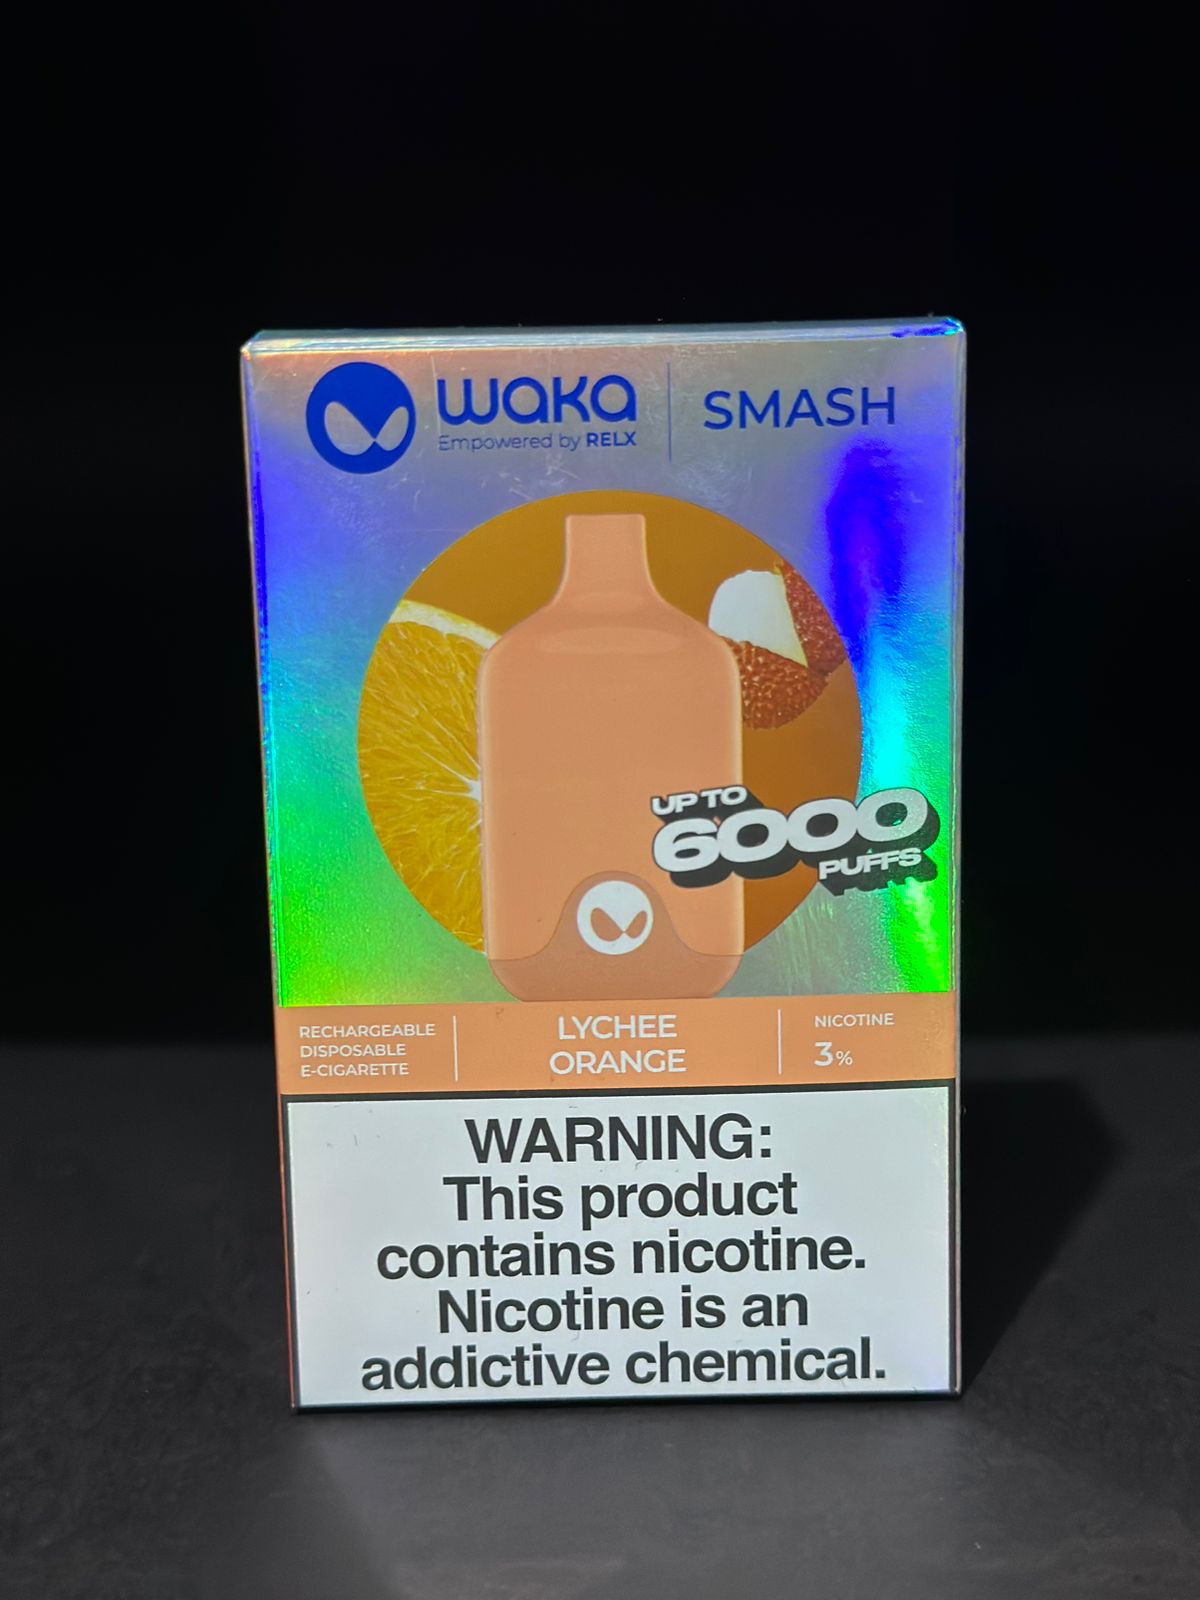 waka
Empowered by RELX
SMASH
UP TO
6000
PUFFS
RECHARGEABLE
DISPOSABLE
E-CIGARETTE
LYCHEE
ORANGE
NICOTINE
3%
WARNING:
This product
contains nicotine.
Nicotine is an
addictive chemical.